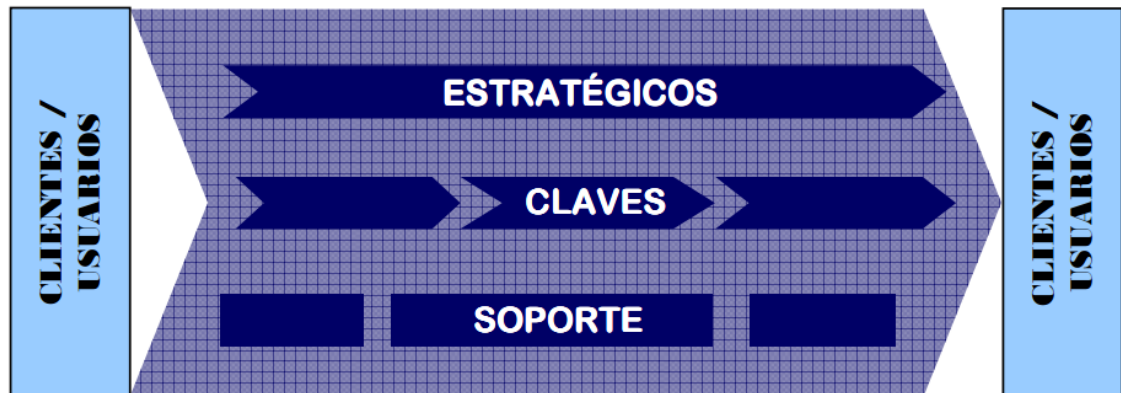 CLIENTES /
USUARIOS
ESTRATÉGICOS
CLAVES
SOPORTE
CLIENTES /
USUARIOS